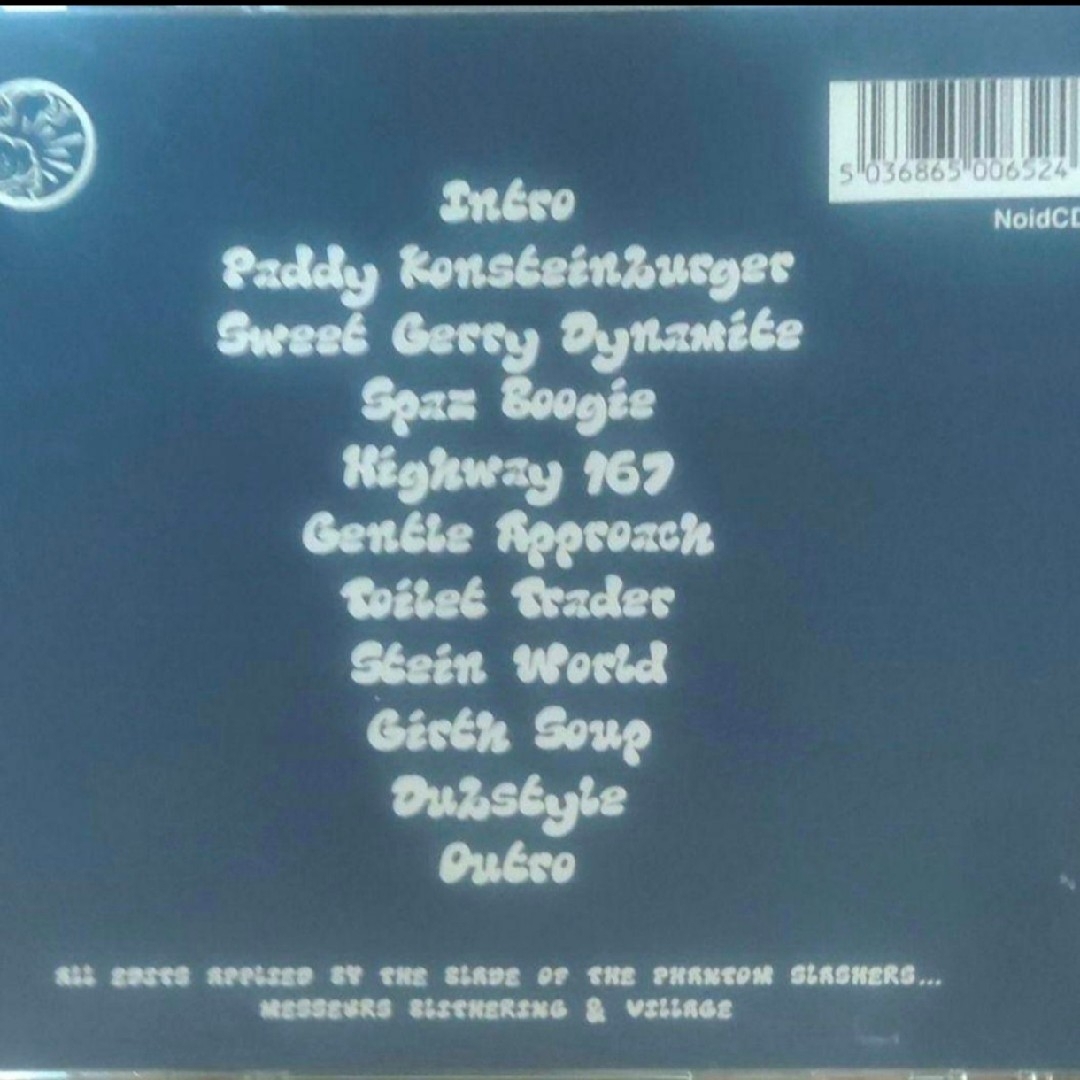 5 036865 006524
NoidCD
Intro
Paddy Konsteinburger
Sweet Gerry Dynamite
Spaz Boogie
Highway 167
Gentle Approach
Toilet Trader
Stein World
Girth Soup
Dubstyle
Outro
ALL EDITS APPLIED BY THE BLADE OF THE PHANTOM SLASHERS...
MESSEURS SLITHERING & VILLAGE